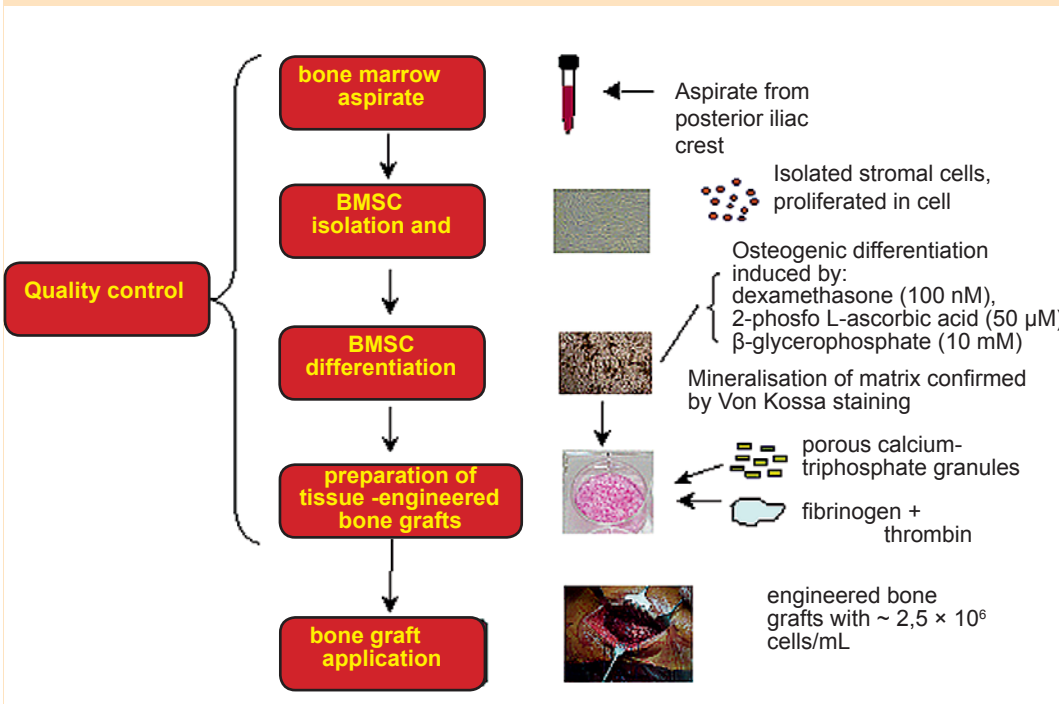 bone marrow
aspirate
Aspirate from
posterior iliac
crest
BMSC
isolation and
Isolated stromal cells,
proliferated in cell
Quality control
BMSC
differentiation
Osteogenic differentiation
induced by:
dexamethasone (100 nM),
2-phosfo L-ascorbic acid (50 µM)
β-glycerophosphate (10 mM)
Mineralisation of matrix confirmed
by Von Kossa staining
preparation of
tissue -engineered
bone grafts
porous calcium-
triphosphate granules
fibrinogen +
thrombin
bone graft
application
engineered bone
grafts with ~ 2,5 × 10⁶
cells/mL